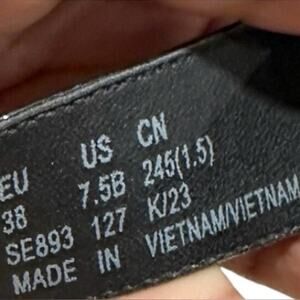 EU US CN
38 7.5B 245(1.5)
SE893 127 K/23
MADE IN VIETNAM/VIETNAM